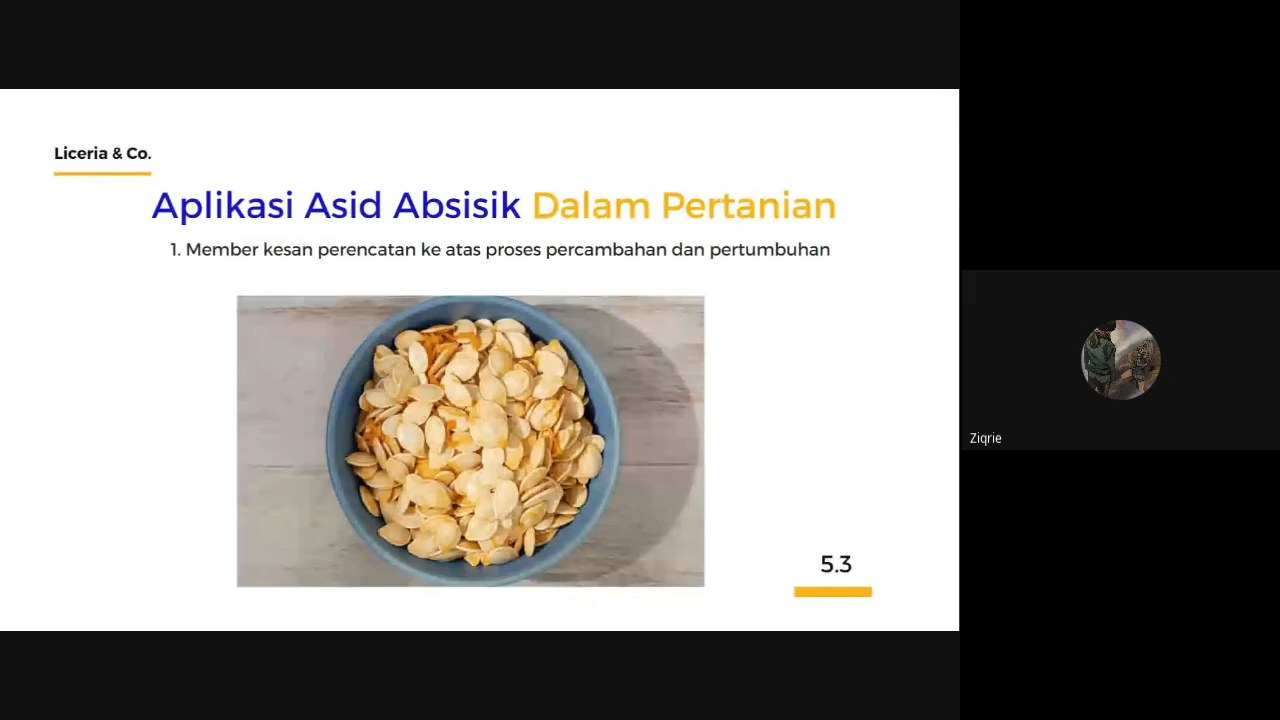 Liceria & Co.
Aplikasi Asid Absisik Dalam Pertanian
1. Member kesan perencatan ke atas proses percambahan dan pertumbuhan
5.3
Ziqrie